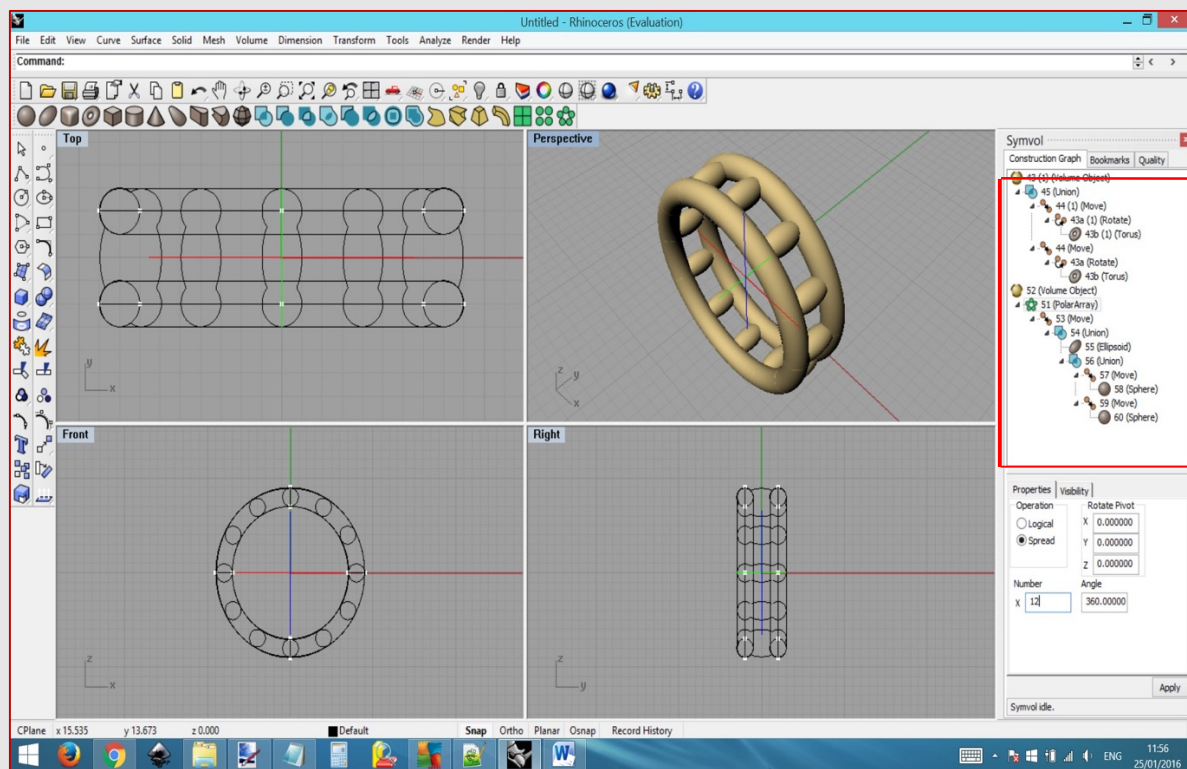 Untitled - Rhinoceros (Evaluation)
File Edit View Curve Surface Solid Mesh Volume Dimension Transform Tools Analyze Render Help
Command:
Top
Perspective
Front
Right
y
x
z
y
x
z
x
z
y
Symvol
Construction Graph Bookmarks Quality
43 (1) (Volume Object)
45 (Union)
44 (1) (Move)
43a (1) (Rotate)
43b (1) (Torus)
44 (Move)
43a (Rotate)
43b (Torus)
52 (Volume Object)
51 (PolarArray)
53 (Move)
54 (Union)
55 (Ellipsoid)
56 (Union)
57 (Move)
58 (Sphere)
59 (Move)
60 (Sphere)
Properties Visibility
Operation Rotate Pivot
Logical X 0.000000
Spread Y 0.000000
Z 0.000000
Number Angle
X 12 360.00000
Apply
Symvol idle.
CPlane x 15.535 y 13.673 z 0.000 Default Snap Ortho Planar Osnap Record History
ENG 11:56
25/01/2016